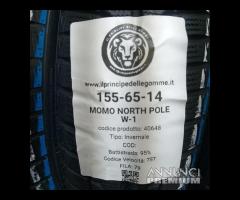 www.ilprincipedellegomme.it
155-65-14
MOMO NORTH POLE
W-1
codice prodotto: 40648
Tipo: Invernale
COD:
Battistrada: 95%
Codice Velocità: 75T
FILA: 79
ANNUNCI
PREMIUM